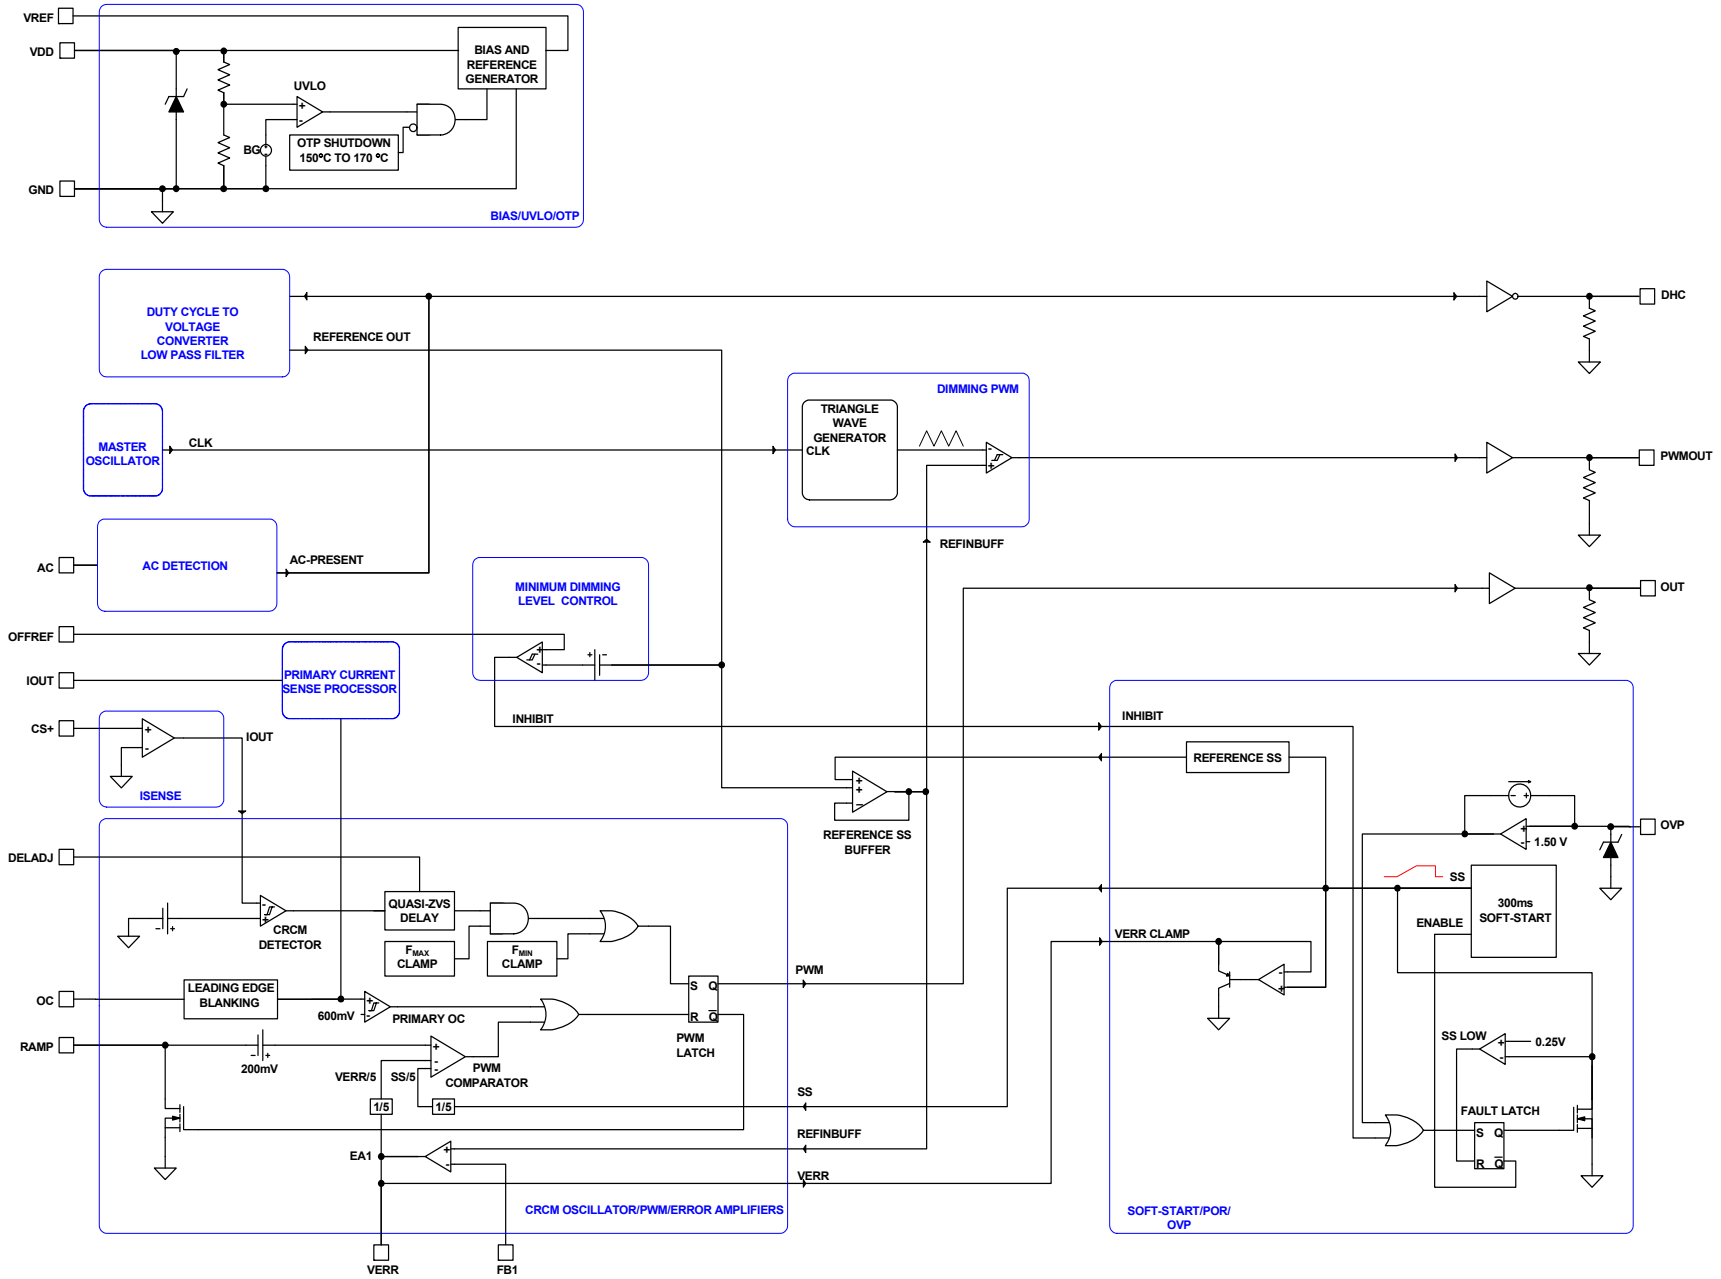 VREF
VDD
BIAS AND
REFERENCE
GENERATOR
UVLO
+
-
BG
OTP SHUTDOWN
150°C TO 170 °C
GND
BIAS/UVLO/OTP
DUTY CYCLE TO
VOLTAGE
CONVERTER
LOW PASS FILTER
REFERENCE OUT
DHC
DIMMING PWM
TRIANGLE
WAVE
GENERATOR
CLK
MASTER
OSCILLATOR
CLK
-
+
PWMOUT
REFINBUFF
AC
AC DETECTION
AC-PRESENT
MINIMUM DIMMING
LEVEL CONTROL
OUT
OFFREF
+
-
+
-
IOUT
PRIMARY CURRENT
SENSE PROCESSOR
CS+
+
-
IOUT
ISENSE
INHIBIT
INHIBIT
REFERENCE SS
+
+
-
REFERENCE SS
BUFFER
- +
+
-
1.50 V
OVP
DELADJ
QUASI-ZVS
DELAY
-
+
- +
CRCM
DETECTOR
FMAX
CLAMP
FMIN
CLAMP
SS
300ms
SOFT-START
ENABLE
VERR CLAMP
-
+
PWM
OC
LEADING EDGE
BLANKING
+
-
600mV
PRIMARY OC
S Q
R Q
PWM
LATCH
RAMP
- +
200mV
+
-
-
PWM
COMPARATOR
VERR/5
SS/5
1/5
1/5
SS
SS LOW
+
-
0.25V
FAULT LATCH
S Q
R Q
REFINBUFF
EA1
+
-
VERR
CRCM OSCILLATOR/PWM/ERROR AMPLIFIERS
SOFT-START/POR/
OVP
VERR
FB1